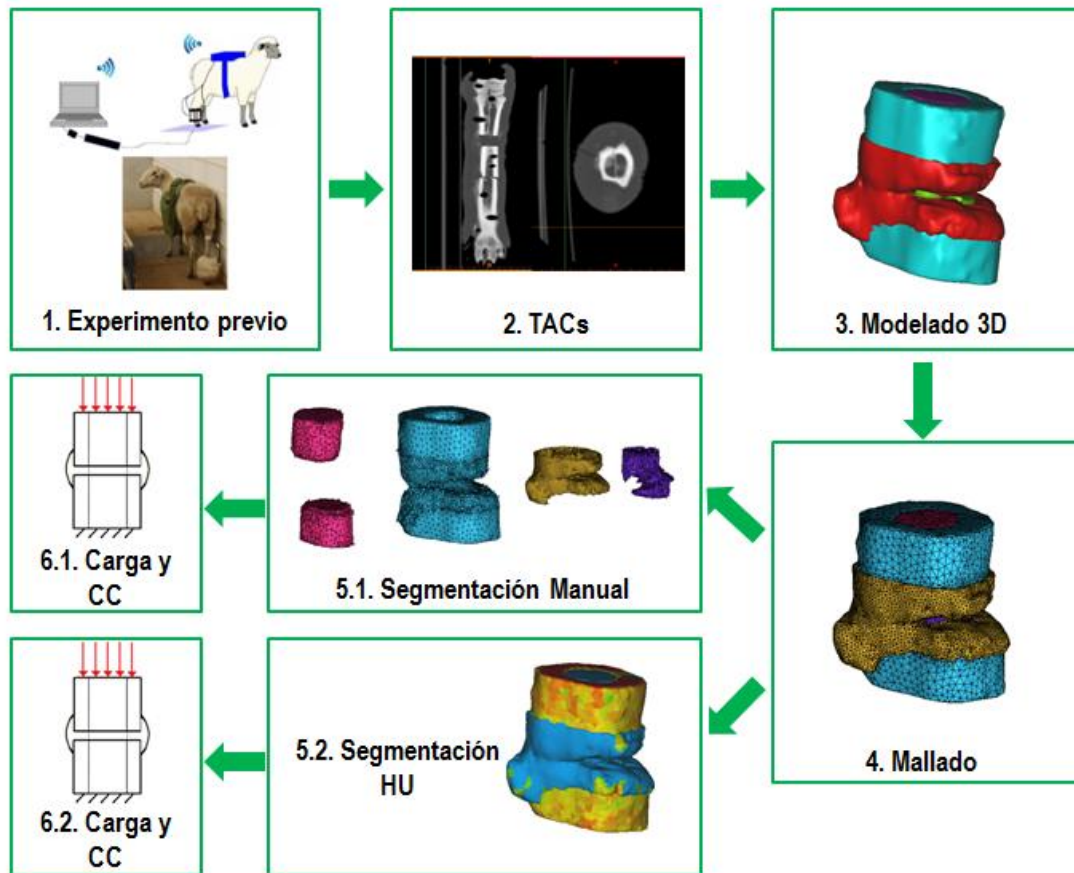 1. Experimento previo
2. TACs
3. Modelado 3D
6.1. Carga y
CC
5.1. Segmentación Manual
4. Mallado
6.2. Carga y
CC
5.2. Segmentación
HU